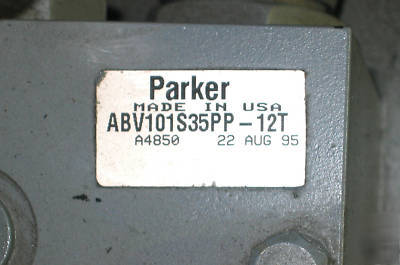 Parker
MADE IN USA
ABV101S35PP-12T
A4850 22 AUG 95